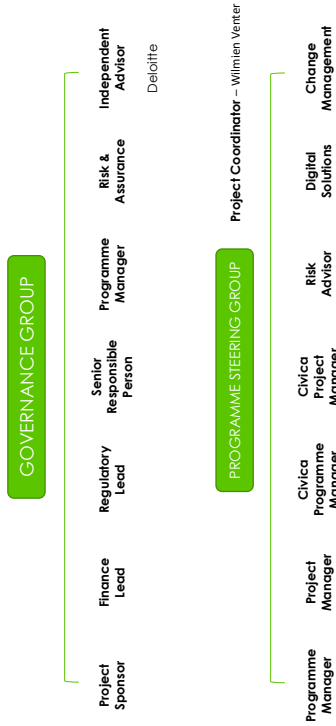 GOVERNANCE GROUP
Project
Sponsor
Finance
Lead
Regulatory
Lead
Senior
Responsible
Person
Programme
Manager
Risk &
Assurance
Independent
Advisor
Deloitte
Project Coordinator – Wilmien Venter
PROGRAMME STEERING GROUP
Programme
Manager
Project
Manager
Civica
Programme
Manager
Civica
Project
Manager
Risk
Advisor
Digital
Solutions
Change
Management